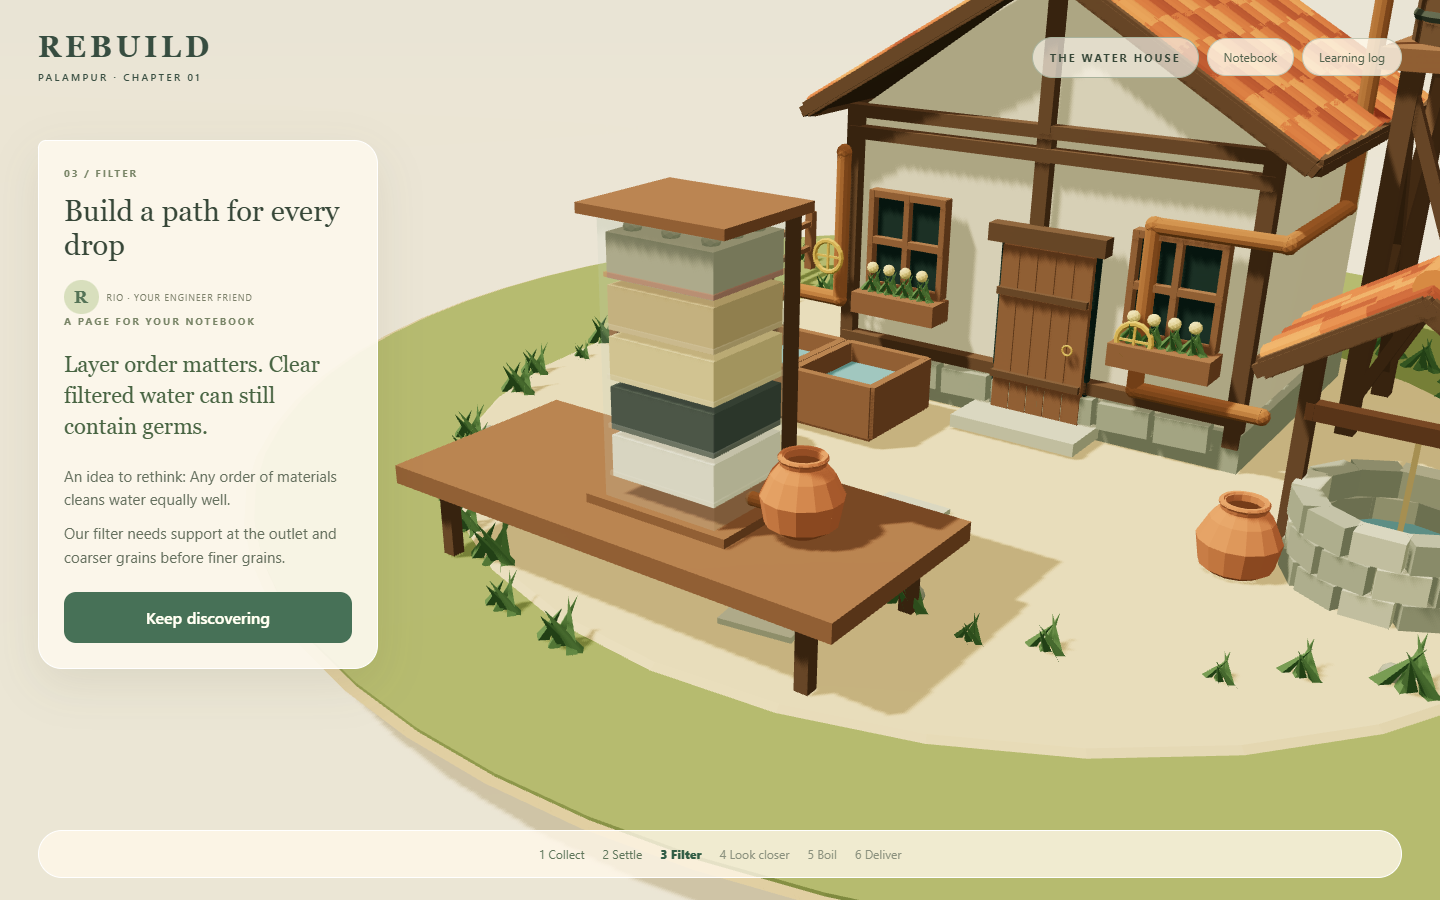 REBUILD
PALAMPUR · CHAPTER 01
THE WATER HOUSE
Notebook
Learning log
03 / FILTER
Build a path for every
drop
R
RIO · YOUR ENGINEER FRIEND
A PAGE FOR YOUR NOTEBOOK
Layer order matters. Clear
filtered water can still
contain germs.
An idea to rethink: Any order of materials
cleans water equally well.
Our filter needs support at the outlet and
coarser grains before finer grains.
Keep discovering
1 Collect 2 Settle 3 Filter 4 Look closer 5 Boil 6 Deliver